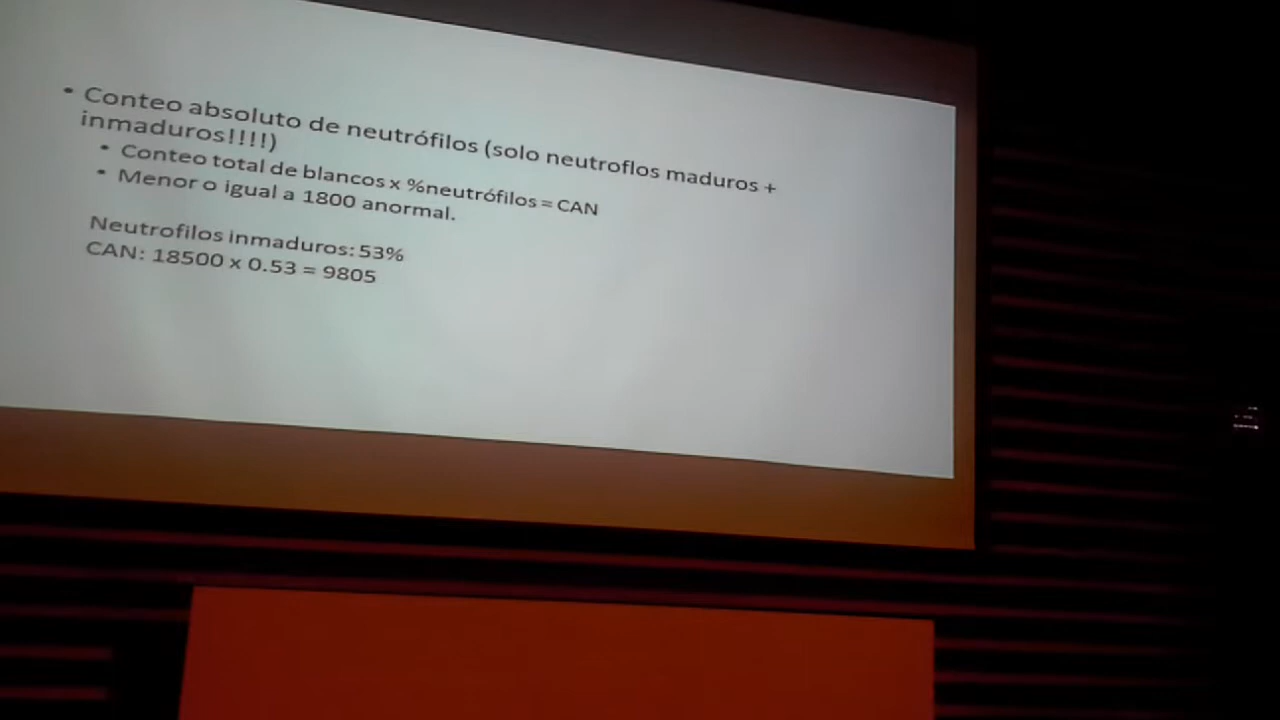 • Conteo absoluto de neutrófilos (solo neutroflos maduros +
inmaduros!!!!)
• Conteo total de blancos x %neutrófilos = CAN
• Menor o igual a 1800 anormal.
Neutrofilos inmaduros: 53%
CAN: 18500 x 0.53 = 9805